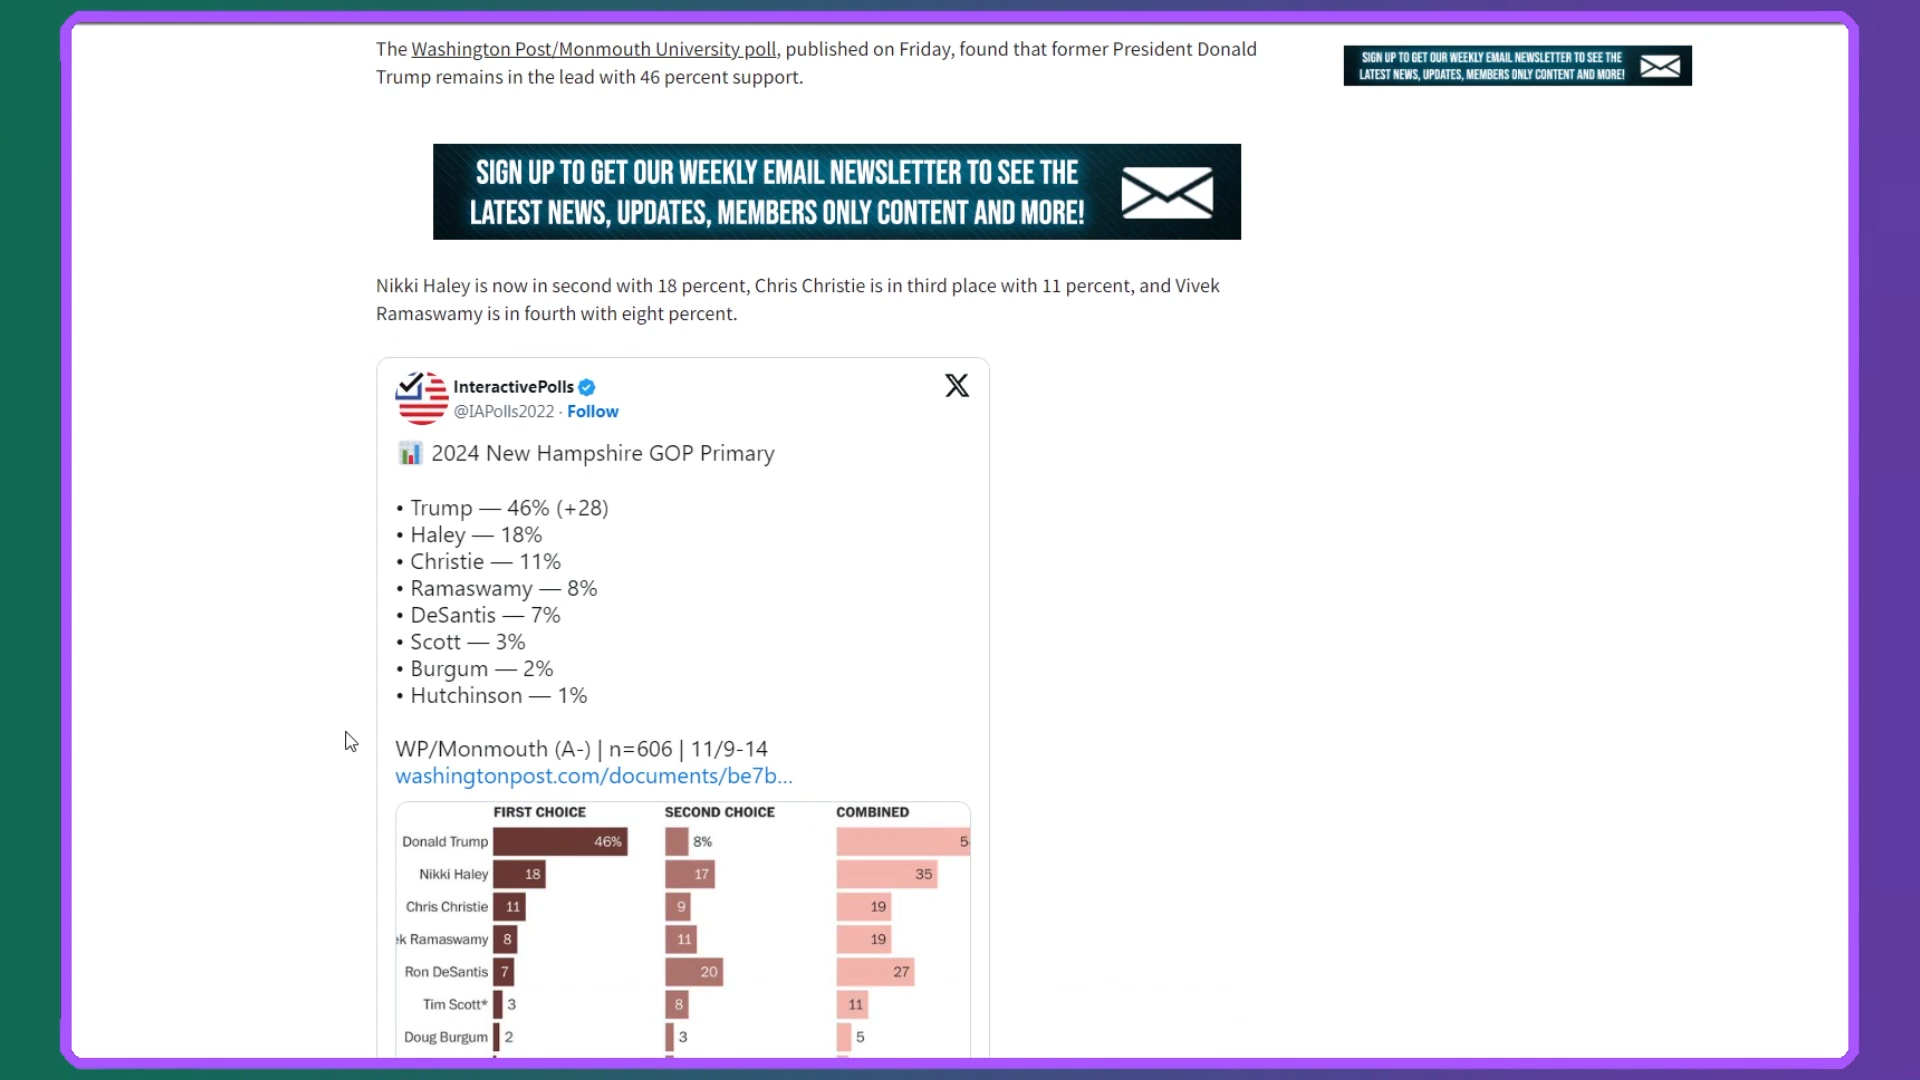 The Washington Post/Monmouth University poll, published on Friday, found that former President Donald
Trump remains in the lead with 46 percent support.
SIGN UP TO GET OUR WEEKLY EMAIL NEWSLETTER TO SEE THE
LATEST NEWS, UPDATES, MEMBERS ONLY CONTENT AND MORE!
SIGN UP TO GET OUR WEEKLY EMAIL NEWSLETTER TO SEE THE
LATEST NEWS, UPDATES, MEMBERS ONLY CONTENT AND MORE!
Nikki Haley is now in second with 18 percent, Chris Christie is in third place with 11 percent, and Vivek
Ramaswamy is in fourth with eight percent.
InteractivePolls
@IAPolls2022 · Follow
2024 New Hampshire GOP Primary
• Trump — 46% (+28)
• Haley — 18%
• Christie — 11%
• Ramaswamy — 8%
• DeSantis — 7%
• Scott — 3%
• Burgum — 2%
• Hutchinson — 1%
WP/Monmouth (A-) | n=606 | 11/9-14
washingtonpost.com/documents/be7b...
FIRST CHOICE SECOND CHOICE COMBINED
Donald Trump 46% 8% 5
Nikki Haley 18 17 35
Chris Christie 11 9 19
k Ramaswamy 8 11 19
Ron DeSantis 7 20 27
Tim Scott* 3 8 11
Doug Burgum 2 3 5